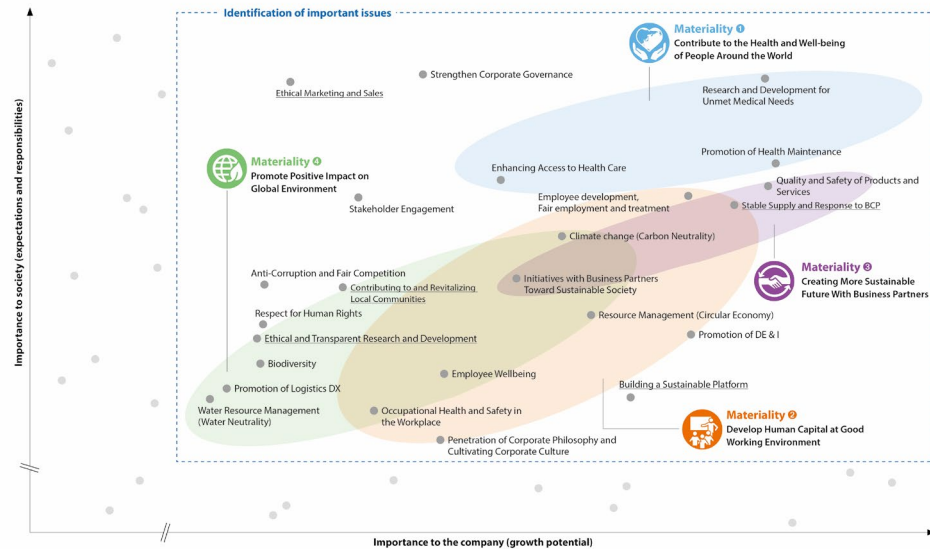 Identification of important issues
Materiality ❶
Contribute to the Health and Well-being
of People Around the World
Strengthen Corporate Governance
Ethical Marketing and Sales
Research and Development for
Unmet Medical Needs
Materiality ❹
Promote Positive Impact on
Global Environment
Promotion of Health Maintenance
Enhancing Access to Health Care
Quality and Safety of Products and
Services
Employee development,
Fair employment and treatment
Stable Supply and Response to BCP
Stakeholder Engagement
Climate change (Carbon Neutrality)
Materiality ❸
Creating More Sustainable
Future With Business Partners
Anti-Corruption and Fair Competition
Initiatives with Business Partners
Toward Sustainable Society
Contributing to and Revitalizing
Local Communities
Respect for Human Rights
Resource Management (Circular Economy)
Ethical and Transparent Research and Development
Promotion of DE & I
Biodiversity
Employee Wellbeing
Promotion of Logistics DX
Building a Sustainable Platform
Water Resource Management
(Water Neutrality)
Occupational Health and Safety in
the Workplace
Materiality ❷
Develop Human Capital at Good
Working Environment
Penetration of Corporate Philosophy and
Cultivating Corporate Culture
Importance to society (expectations and responsibilities)
Importance to the company (growth potential)